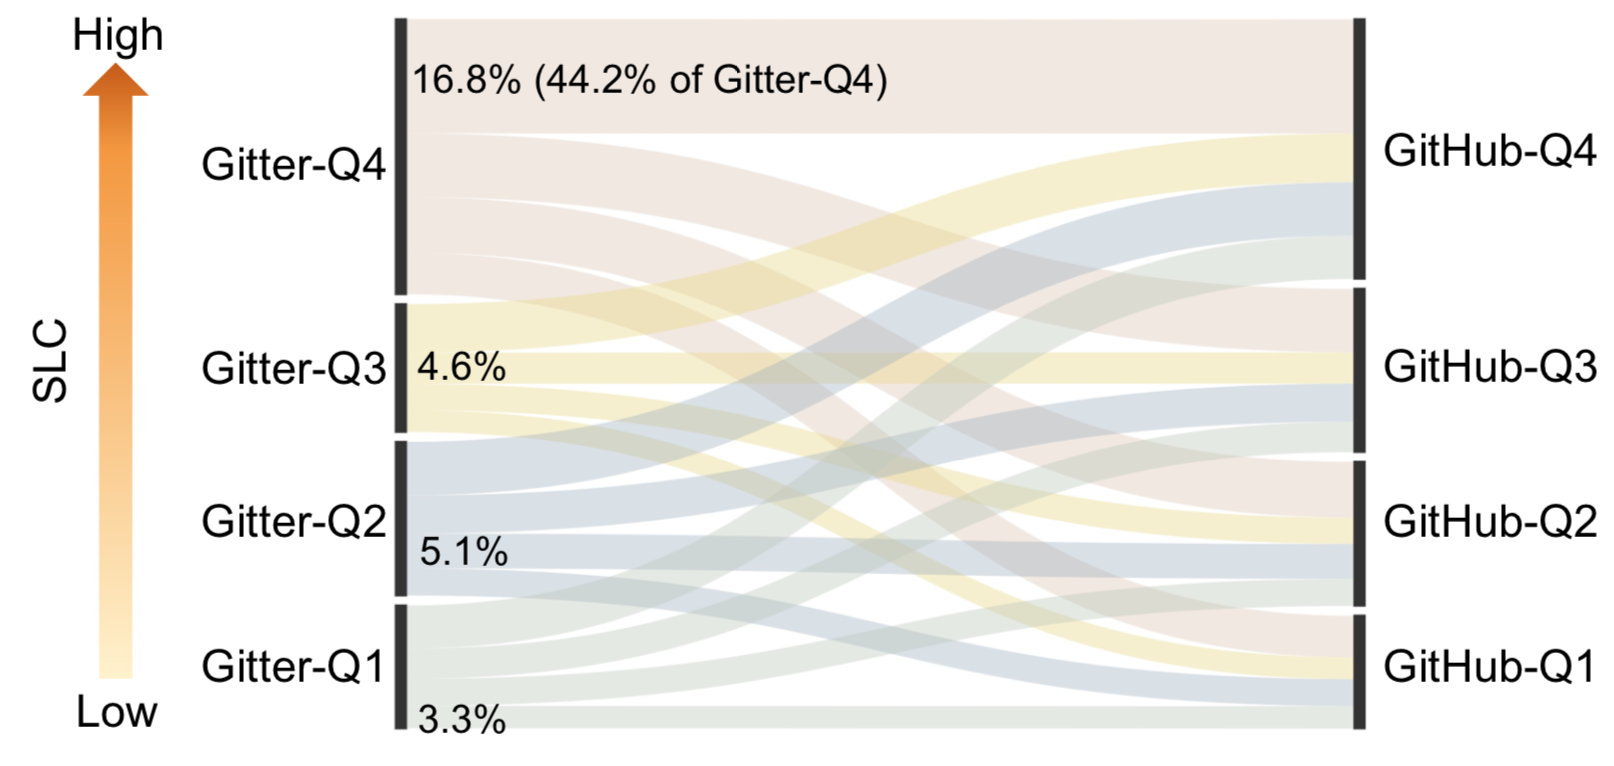 High
SLC
Low
Gitter-Q4
16.8% (44.2% of Gitter-Q4)
GitHub-Q4
Gitter-Q3
4.6%
GitHub-Q3
Gitter-Q2
5.1%
GitHub-Q2
Gitter-Q1
3.3%
GitHub-Q1